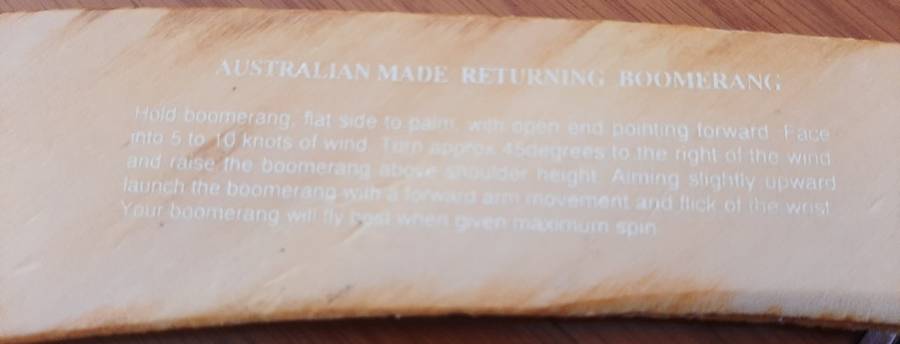 AUSTRALIAN MADE RETURNING BOOMERANG
Hold boomerang, flat side to palm, with open end pointing forward. Face
into 5 to 10 knots of wind. Turn approx 45degrees to the right of the wind
and raise the boomerang above shoulder height. Aiming slightly upward
launch the boomerang with a forward arm movement and flick of the wrist.
Your boomerang will fly best when given maximum spin.